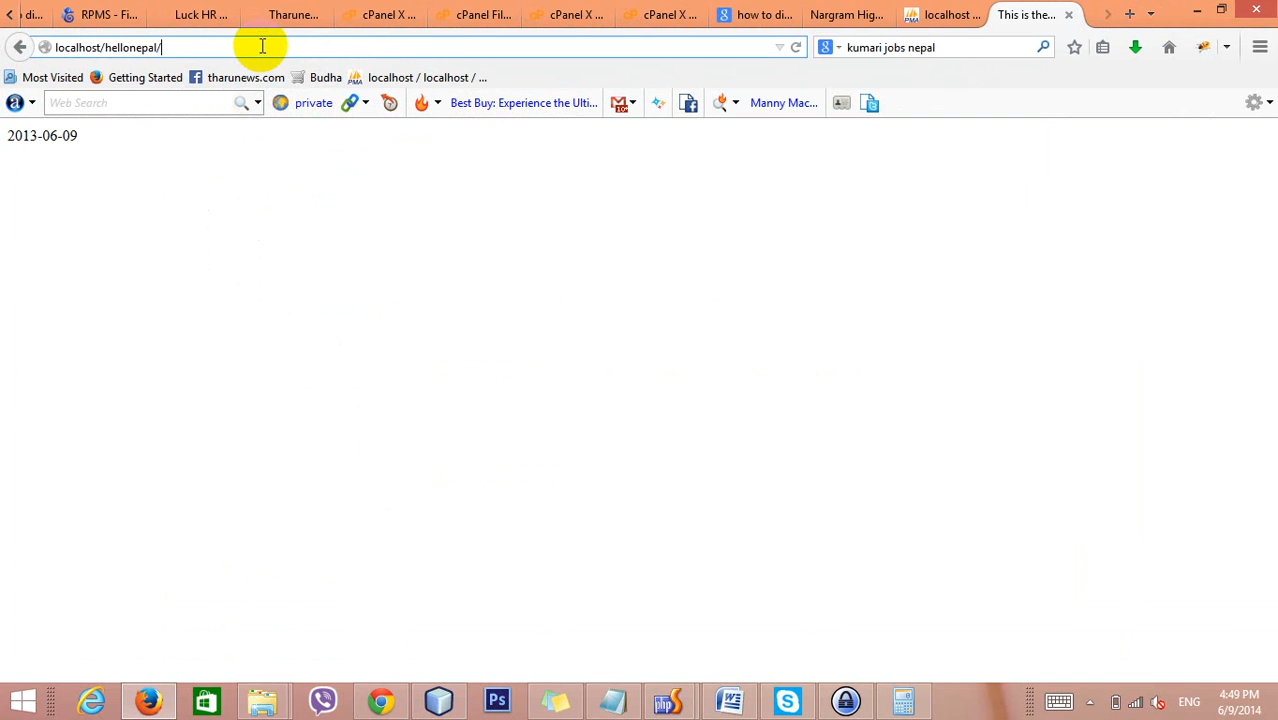 di...
RPMS - Fi...
Luck HR ...
Tharune...
cPanel X ...
cPanel Fil...
cPanel X ...
cPanel X ...
how to di...
Nargram Hig...
localhost ...
This is the...
localhost/hellonepal/
kumari jobs nepal
Most Visited
Getting Started
tharunews.com
Budha
localhost / localhost / ...
Web Search
private
Best Buy: Experience the Ulti...
Manny Mac...
2013-06-09
Ps
php
ENG
4:49 PM
6/9/2014